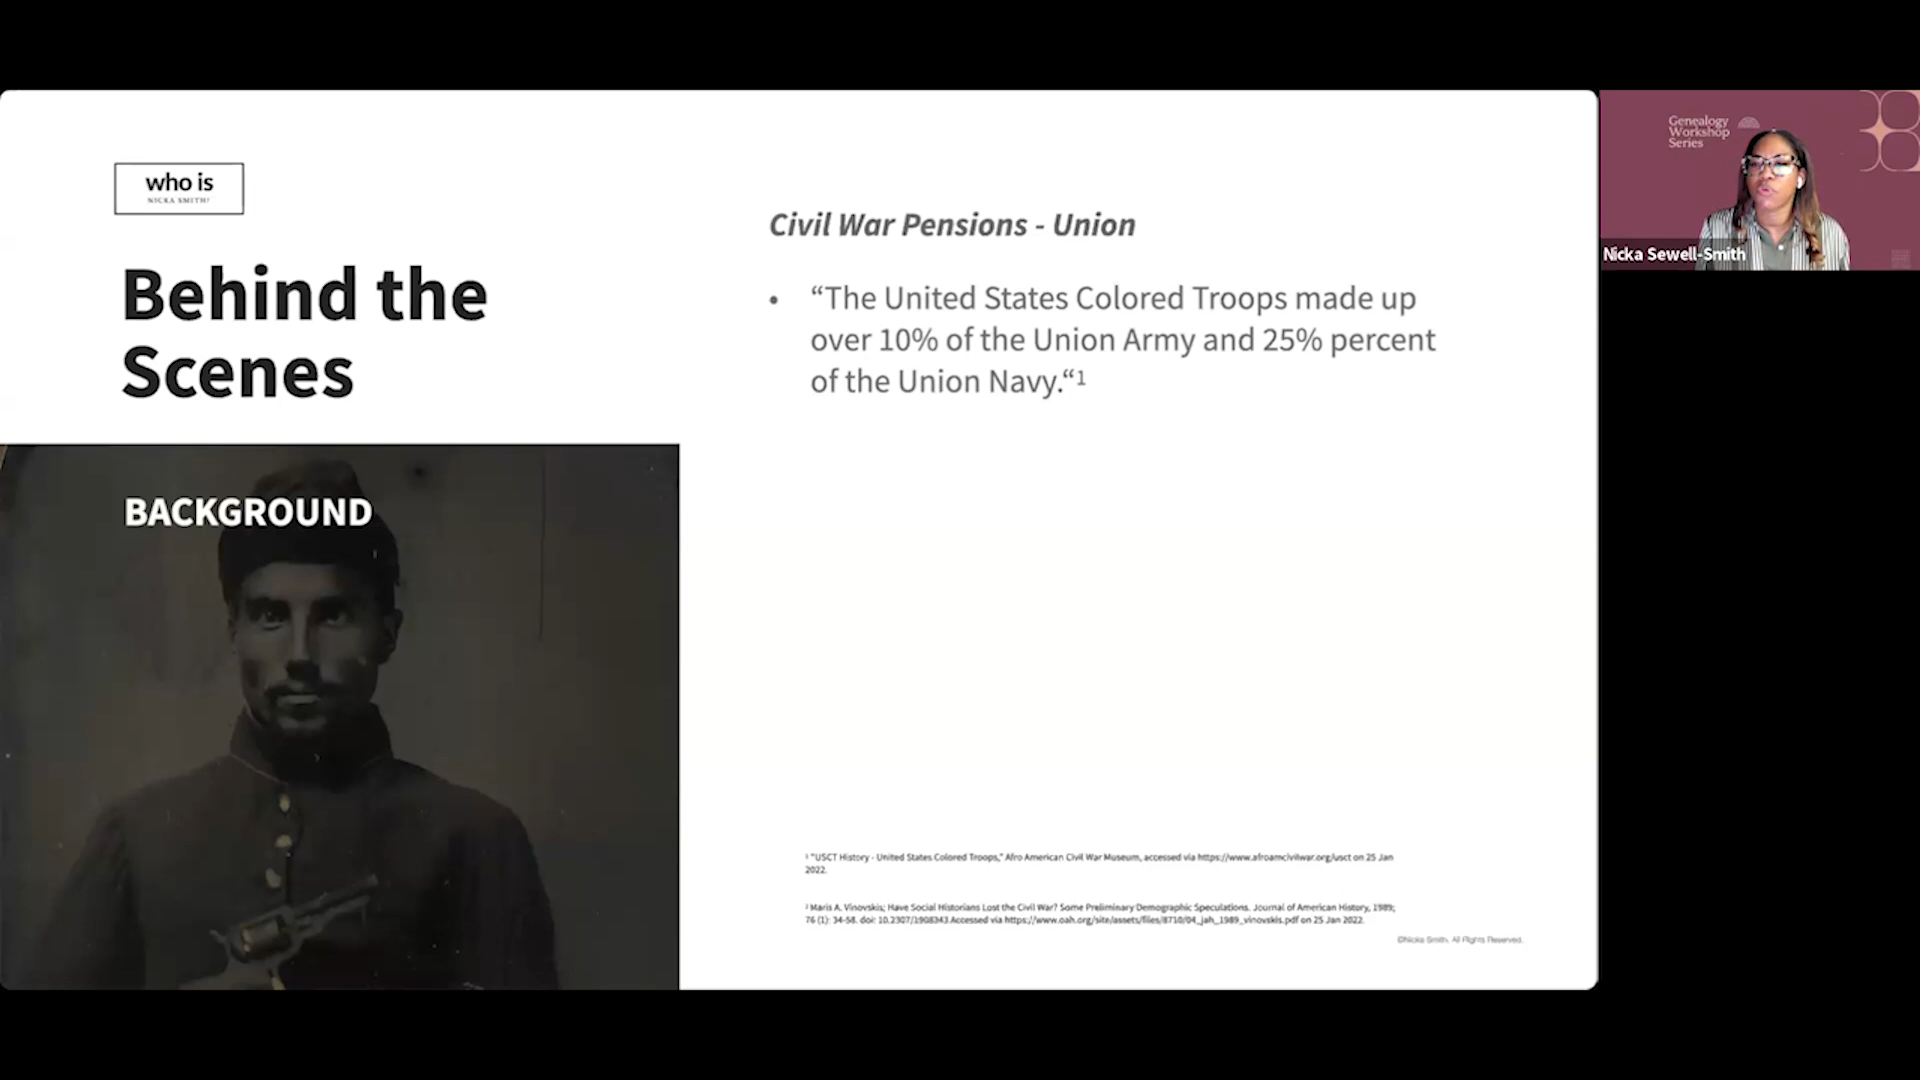 who is
NICKA SMITH?
Behind the
Scenes
BACKGROUND
Civil War Pensions - Union
• “The United States Colored Troops made up
over 10% of the Union Army and 25% percent
of the Union Navy.“¹
¹ "USCT History - United States Colored Troops," Afro American Civil War Museum, accessed via https://www.afroamcivilwar.org/usct on 25 Jan
2022.
² Maris A. Vinovskis; Have Social Historians Lost the Civil War? Some Preliminary Demographic Speculations. Journal of American History, 1989;
76 (1): 34-58. doi: 10.2307/1908343.Accessed via https://www.oah.org/site/assets/files/8710/04_jah_1989_vinovskis.pdf on 25 Jan 2022.
©Nicka Smith. All Rights Reserved.
Genealogy
Workshop
Series
Nicka Sewell-Smith